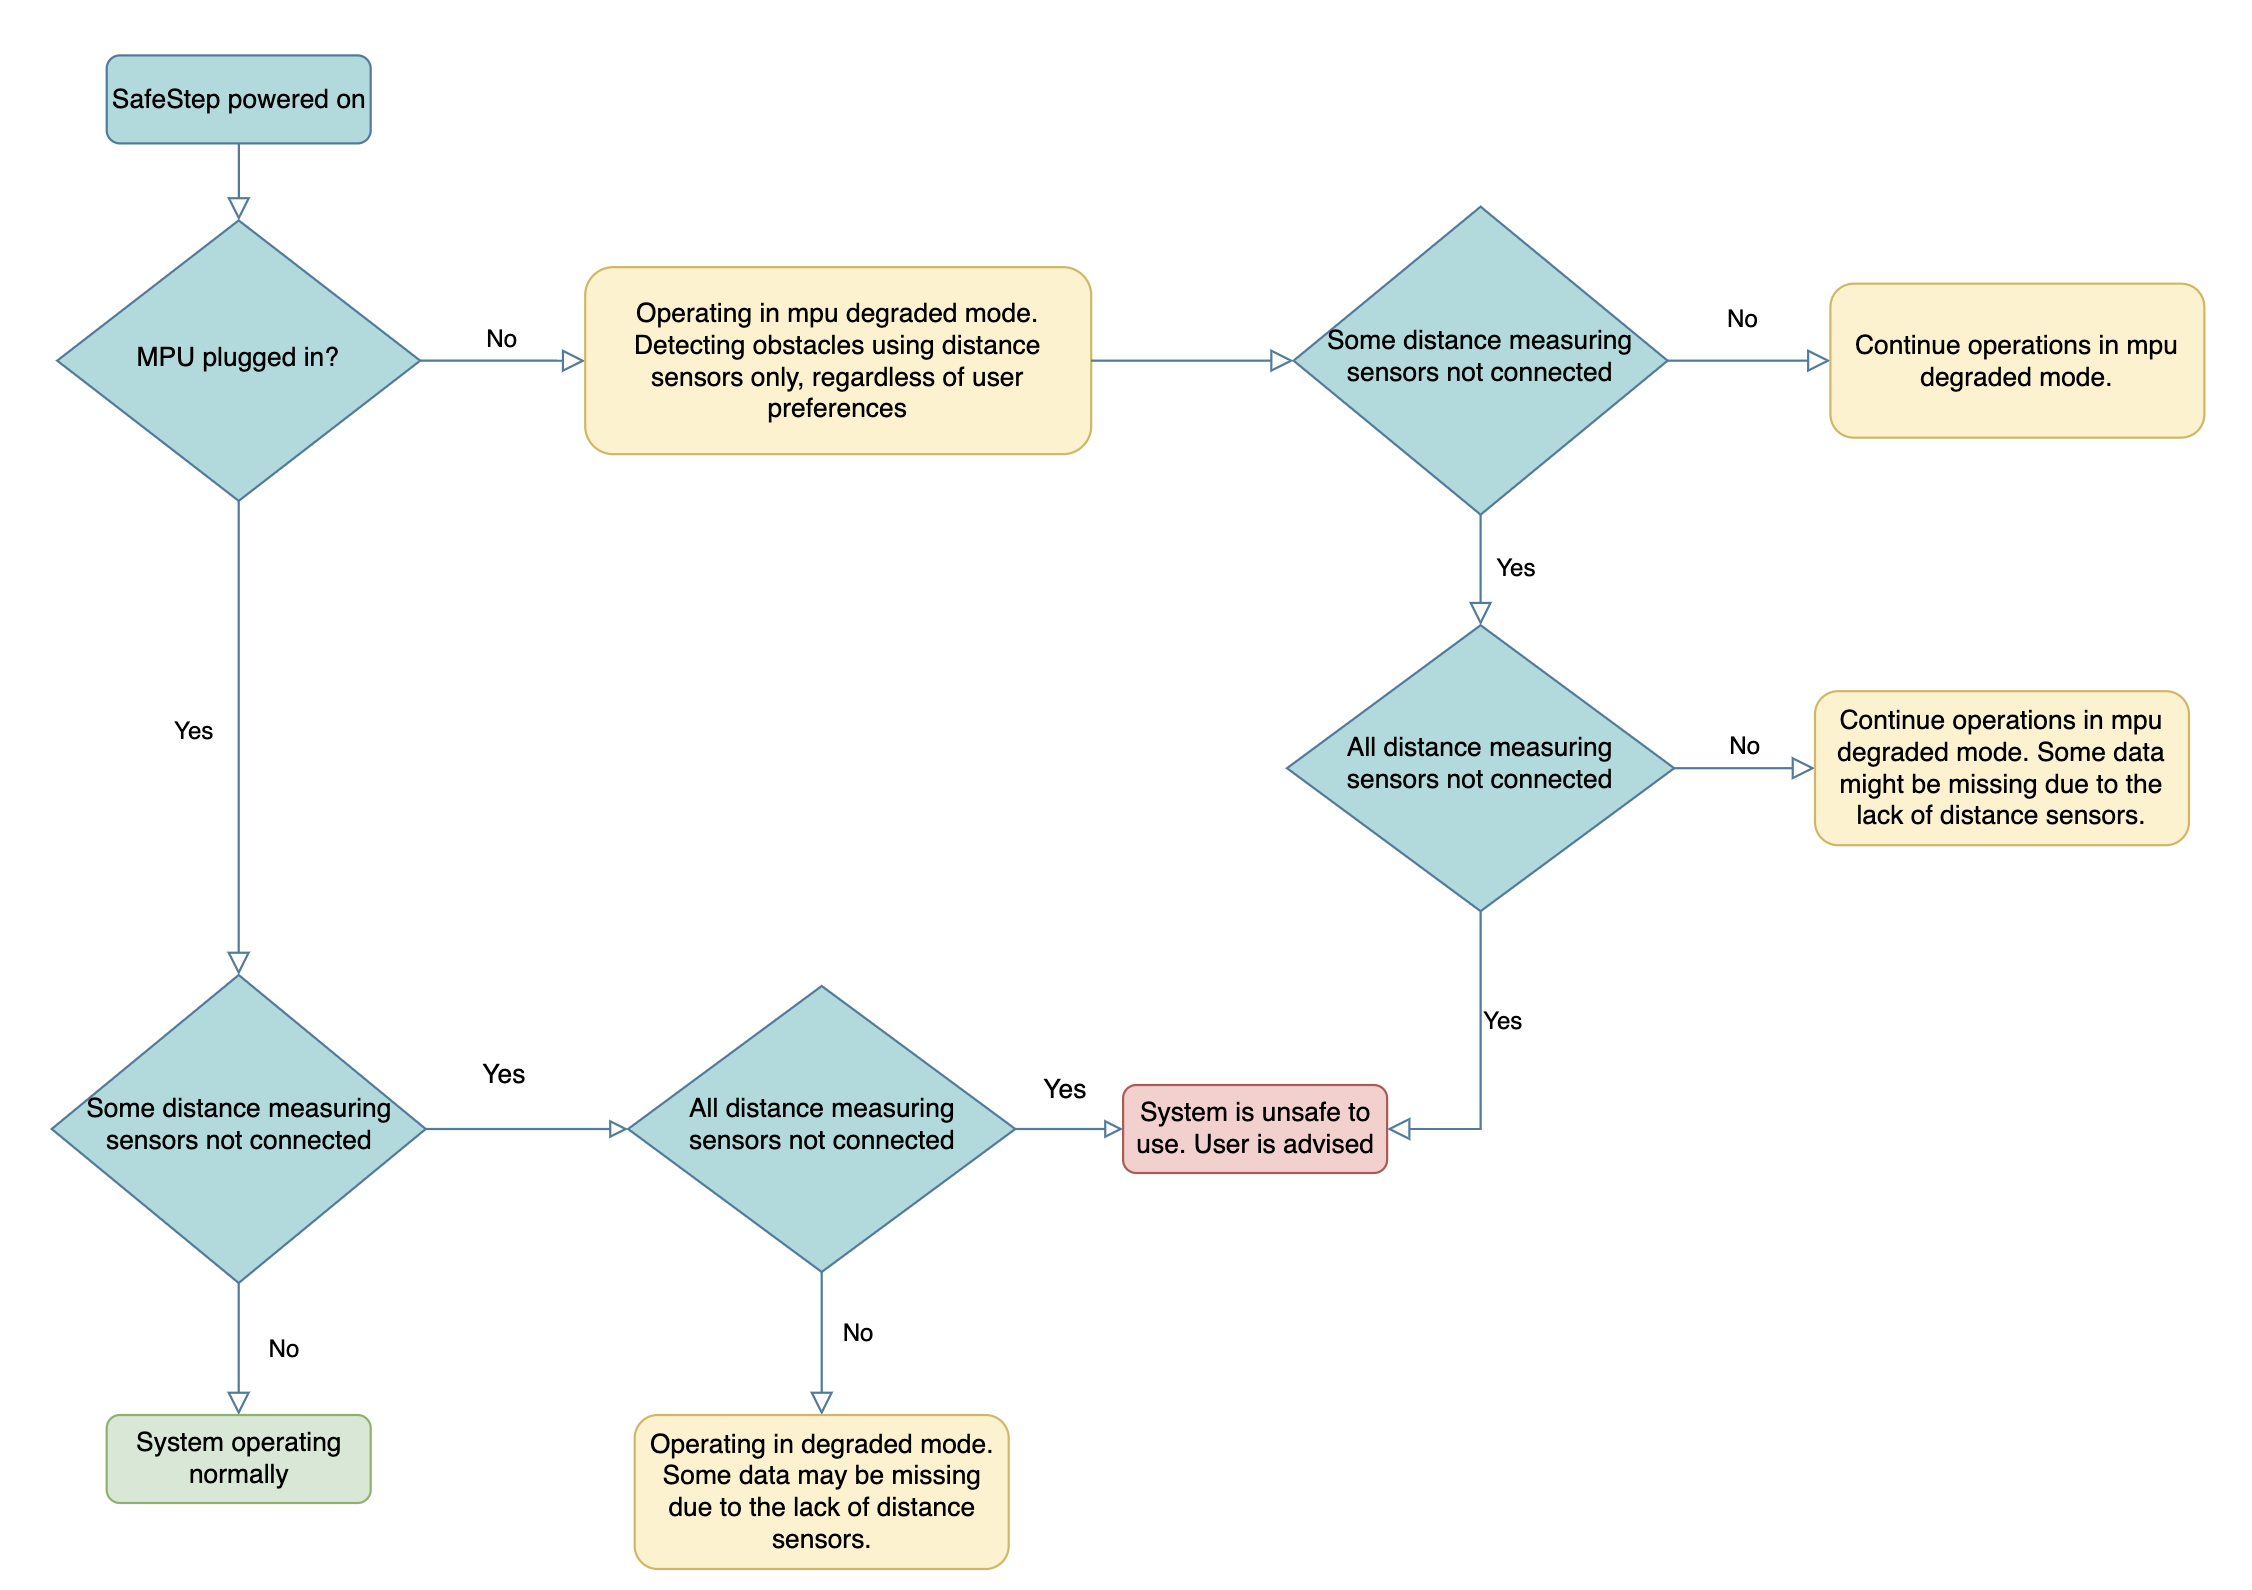 SafeStep powered on
MPU plugged in?
No
Operating in mpu degraded mode.
Detecting obstacles using distance
sensors only, regardless of user
preferences
Some distance measuring
sensors not connected
No
Continue operations in mpu
degraded mode.
Yes
All distance measuring
sensors not connected
No
Continue operations in mpu
degraded mode. Some data
might be missing due to the
lack of distance sensors.
Yes
Yes
Some distance measuring
sensors not connected
Yes
All distance measuring
sensors not connected
Yes
System is unsafe to
use. User is advised
No
System operating
normally
No
Operating in degraded mode.
Some data may be missing
due to the lack of distance
sensors.